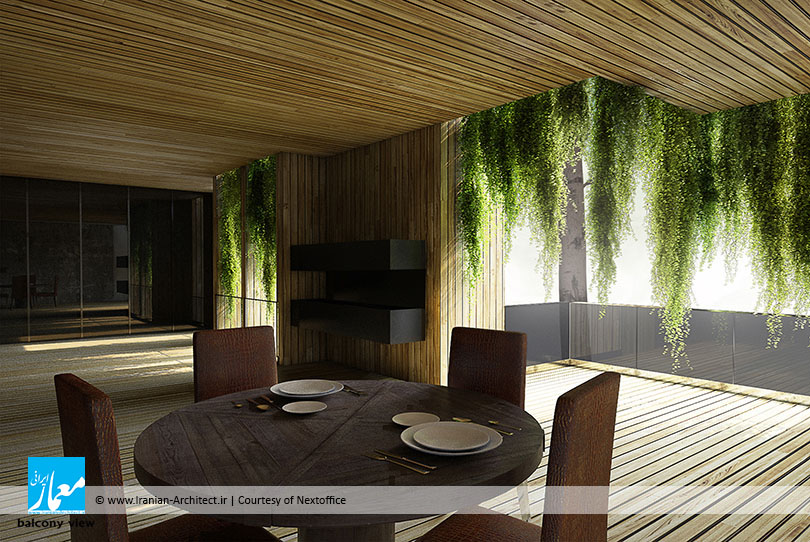 معمار
ایرانی
© www.Iranian-Architect.ir | Courtesy of Nextoffice
balcony view